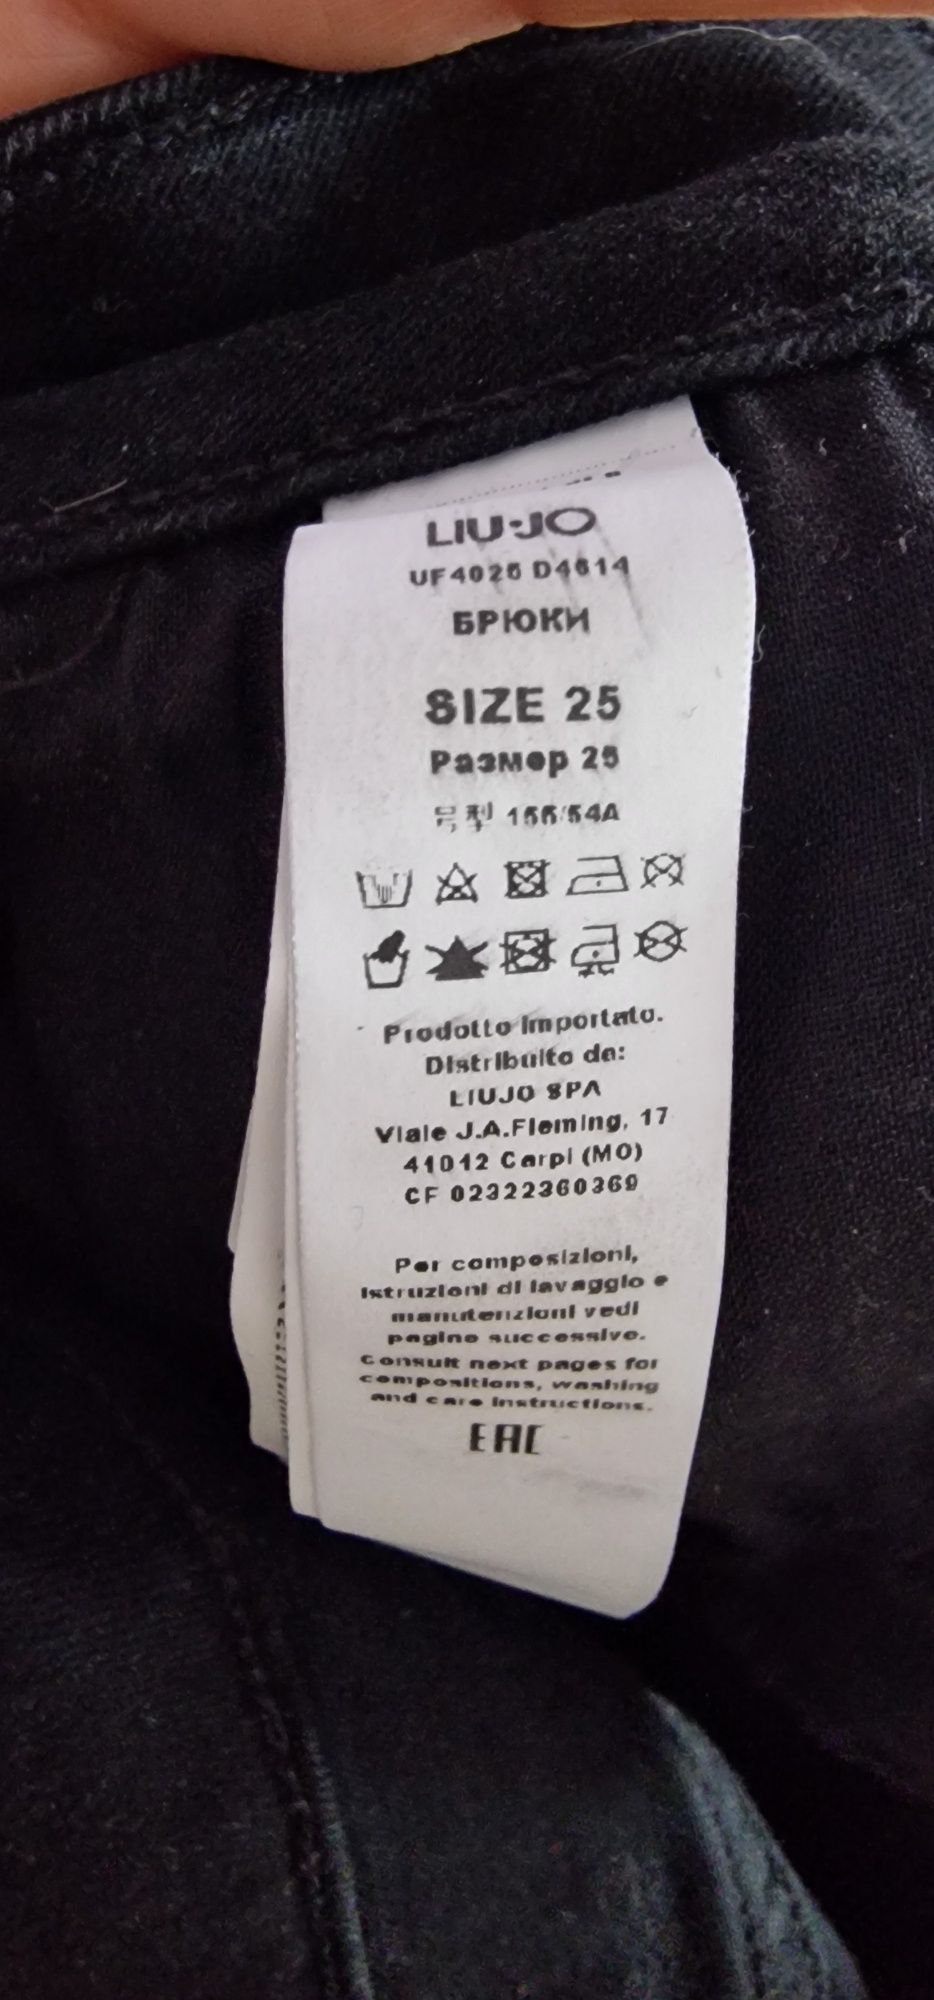 LIU·JO
UF4026 D4614
БРЮКИ
SIZE 25
Размер 25
号型 155/54A
Prodotto importato.
Distribuito da:
LIUJO SPA
Viale J.A.Fleming, 17
41012 Carpi (MO)
CF 02322360369
Per composizioni,
istruzioni di lavaggio e
manutenzioni vedi
pagine successive.
Consult next pages for
compositions, washing
and care instructions.
EAC